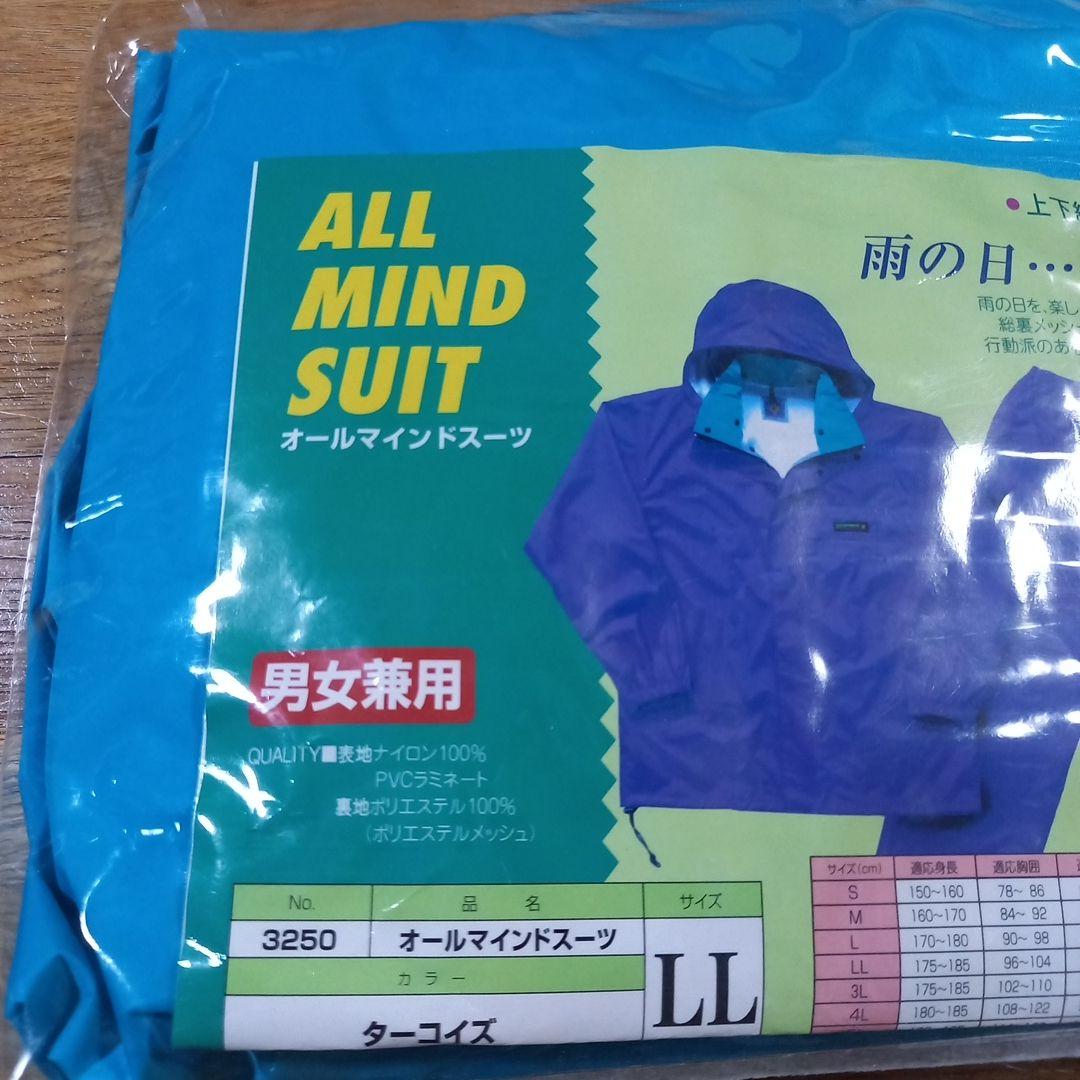 ALL
MIND
SUIT
オールマインドスーツ
●上下
雨の日…
雨の日を、楽し
総裏メッシ
行動派のあ
男女兼用
QUALITY■表地ナイロン100%
PVCラミネート
裏地ポリエステル100%
(ポリエステルメッシュ)
No. 品名 サイズ
3250 オールマインドスーツ LL
カラー
ターコイズ
サイズ(cm) 適応身長 適応胸囲
S 150~160 78~ 86
M 160~170 84~ 92
L 170~180 90~ 98
LL 175~185 96~104
3L 175~185 102~110
4L 180~185 108~122